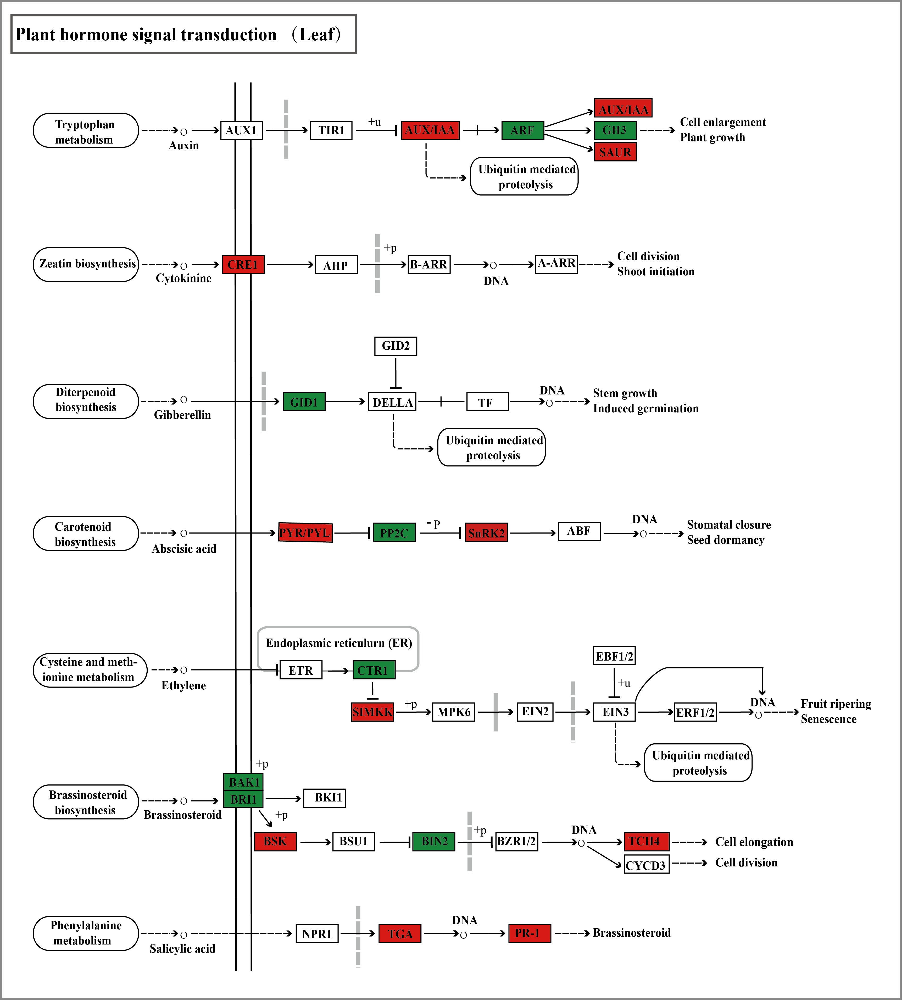 Plant hormone signal transduction （Leaf）
Tryptophan
metabolism
Auxin
AUX1
TIR1
+u
AUX/IAA
ARF
AUX/IAA
GH3
SAUR
Cell enlargement
Plant growth
Ubiquitin mediated
proteolysis
Zeatin biosynthesis
Cytokinine
CRE1
AHP
+p
B-ARR
DNA
A-ARR
Cell division
Shoot initiation
GID2
Diterpenoid
biosynthesis
Gibberellin
GID1
DELLA
TF
DNA
Stem growth
Induced germination
Ubiquitin mediated
proteolysis
Carotenoid
biosynthesis
Abscisic acid
PYR/PYL
PP2C
- P
SnRK2
ABF
DNA
Stomatal closure
Seed dormancy
Endoplasmic reticulurn (ER)
Cysteine and meth-
ionine metabolism
Ethylene
ETR
CTR1
SIMKK
+p
MPK6
EIN2
EBF1/2
+u
EIN3
ERF1/2
DNA
Fruit ripering
Senescence
Ubiquitin mediated
proteolysis
Brassinosteroid
biosynthesis
Brassinosteroid
+p
BAK1
BRI1
BKI1
+p
BSK
BSU1
BIN2
+p
BZR1/2
DNA
TCH4
CYCD3
Cell elongation
Cell division
Phenylalanine
metabolism
Salicylic acid
NPR1
TGA
DNA
PR-1
Brassinosteroid